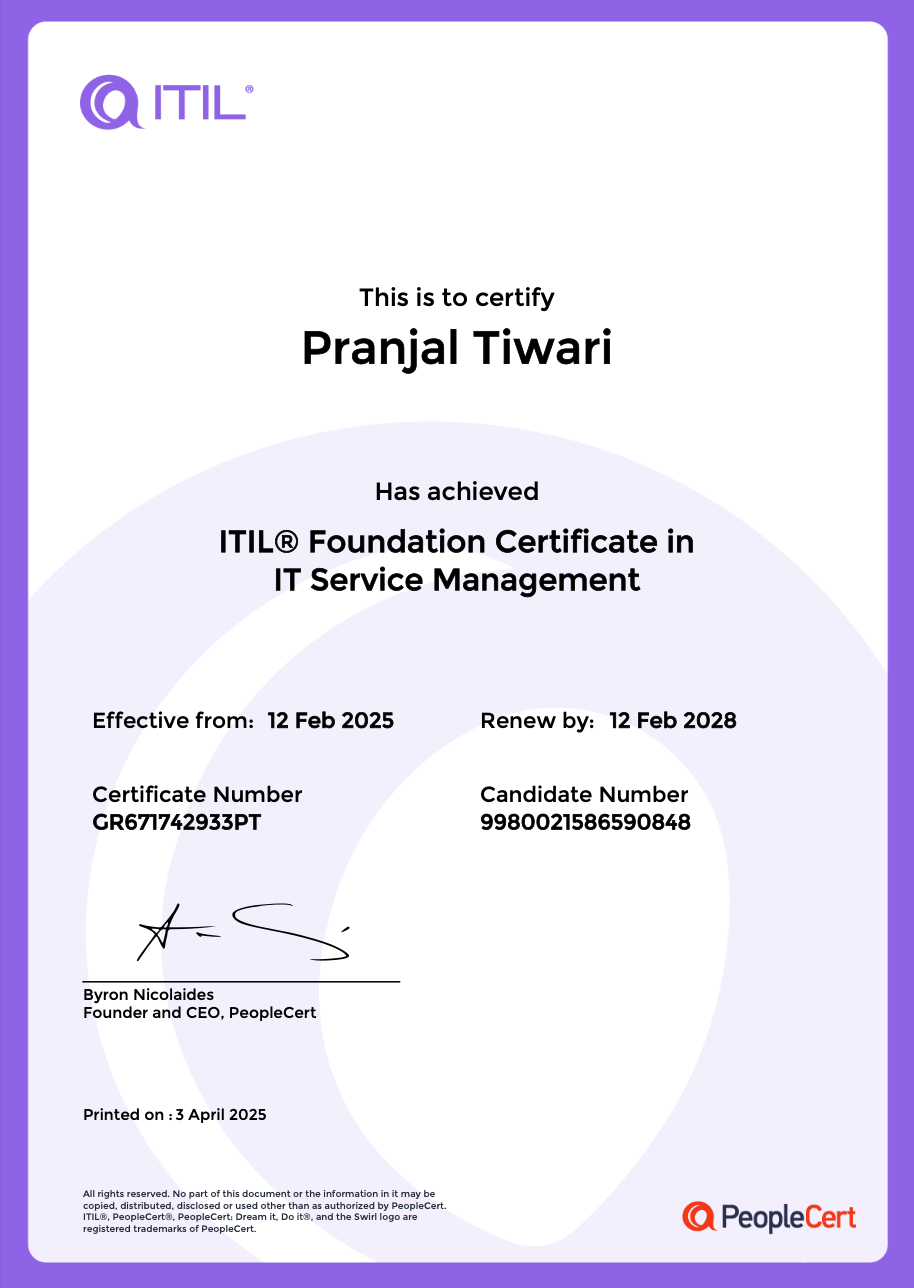 ITIL®
This is to certify
Pranjal Tiwari
Has achieved
ITIL® Foundation Certificate in
IT Service Management
Effective from: 12 Feb 2025
Renew by: 12 Feb 2028
Certificate Number
GR671742933PT
Candidate Number
9980021586590848
Byron Nicolaides
Founder and CEO, PeopleCert
Printed on : 3 April 2025
All rights reserved. No part of this document or the information in it may be
copied, distributed, disclosed or used other than as authorized by PeopleCert.
ITIL®, PeopleCert®, PeopleCert: Dream it, Do it®, and the Swirl logo are
registered trademarks of PeopleCert.
PeopleCert